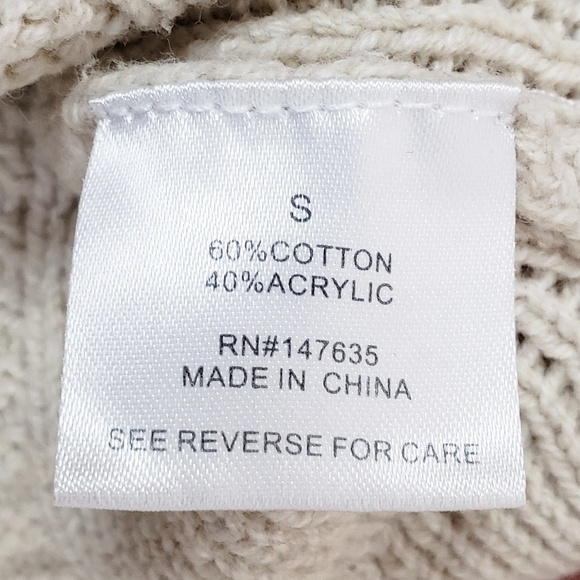 S
60%COTTON
40%ACRYLIC
RN#147635
MADE IN CHINA
SEE REVERSE FOR CARE